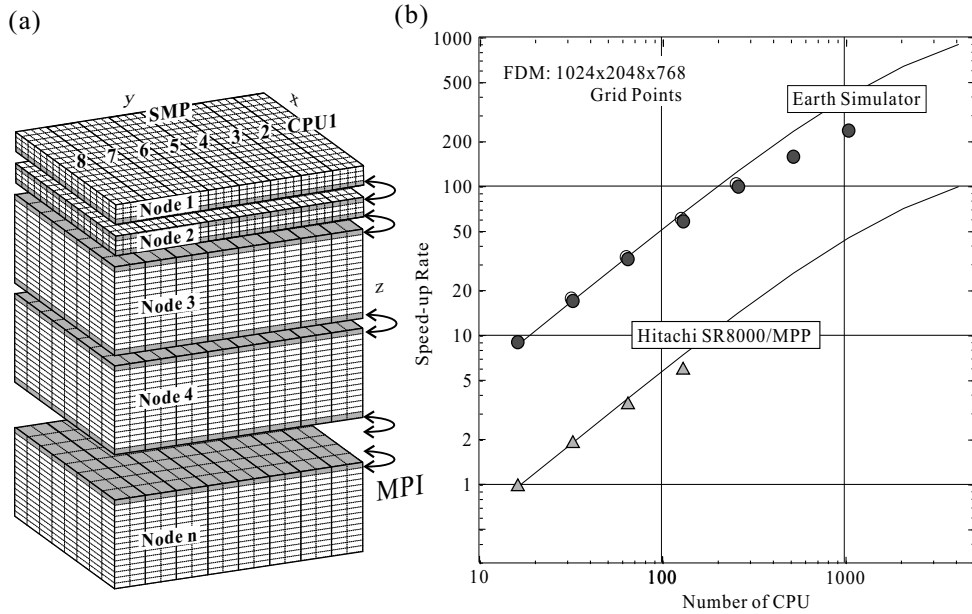 (a)
y
x
SMP
CPU1
8 7 6 5 4 3 2
Node 1
Node 2
Node 3
z
Node 4
MPI
Node n
(b)
1000
500
200
100
50
20
10
5
2
1
Speed-up Rate
FDM: 1024x2048x768
Grid Points
Earth Simulator
Hitachi SR8000/MPP
10
100
1000
Number of CPU